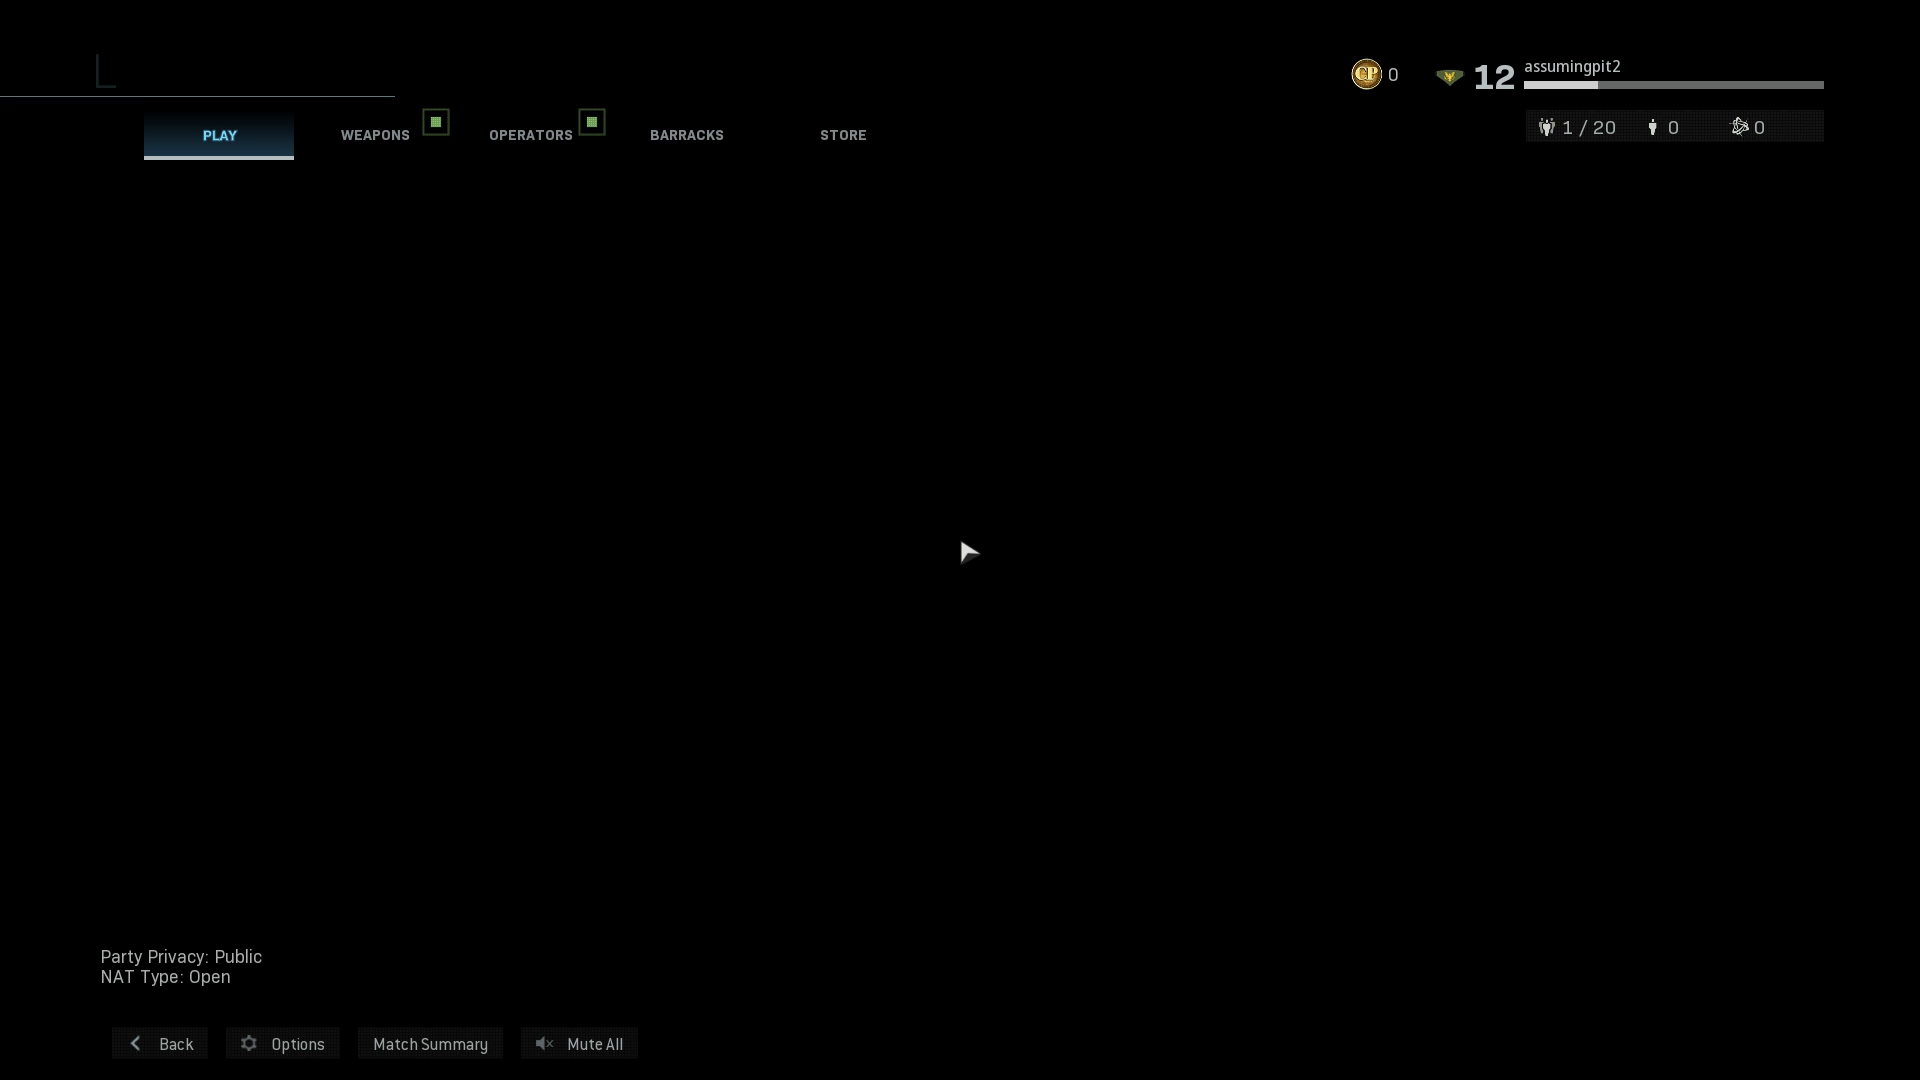 CP 0
12 assumingpit2
PLAY WEAPONS OPERATORS BARRACKS STORE
1 / 20 0 0
Party Privacy: Public
NAT Type: Open
Back Options Match Summary Mute All